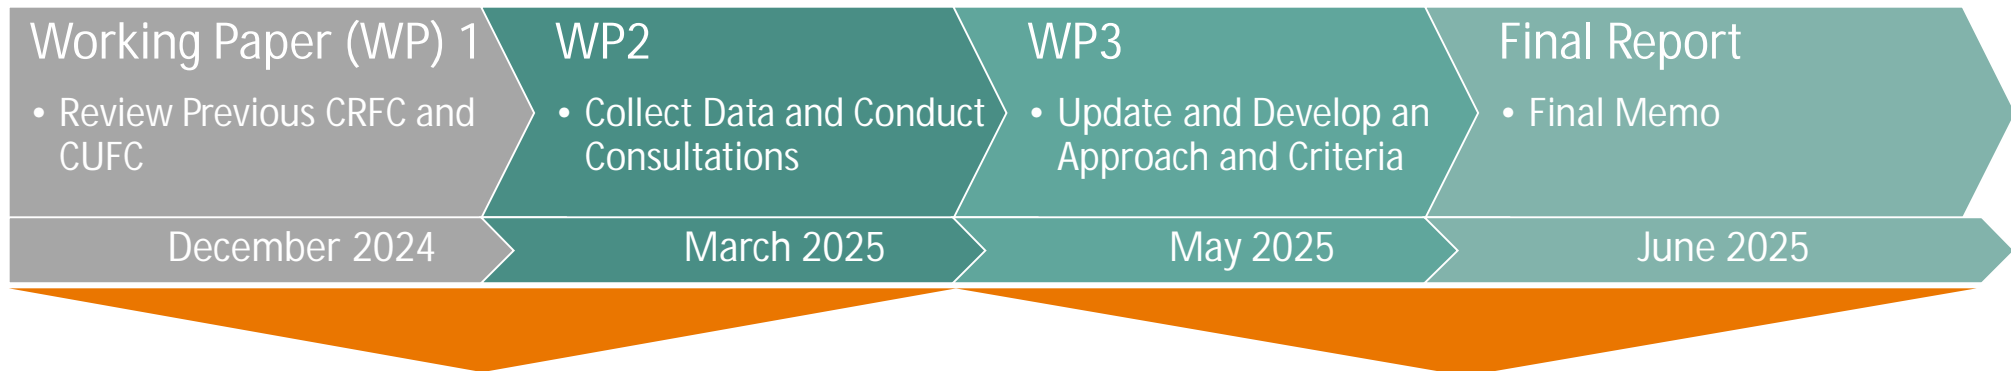 Working Paper (WP) 1
• Review Previous CRFC and
CUFC
December 2024
WP2
• Collect Data and Conduct
Consultations
March 2025
WP3
• Update and Develop an
Approach and Criteria
May 2025
Final Report
• Final Memo
June 2025